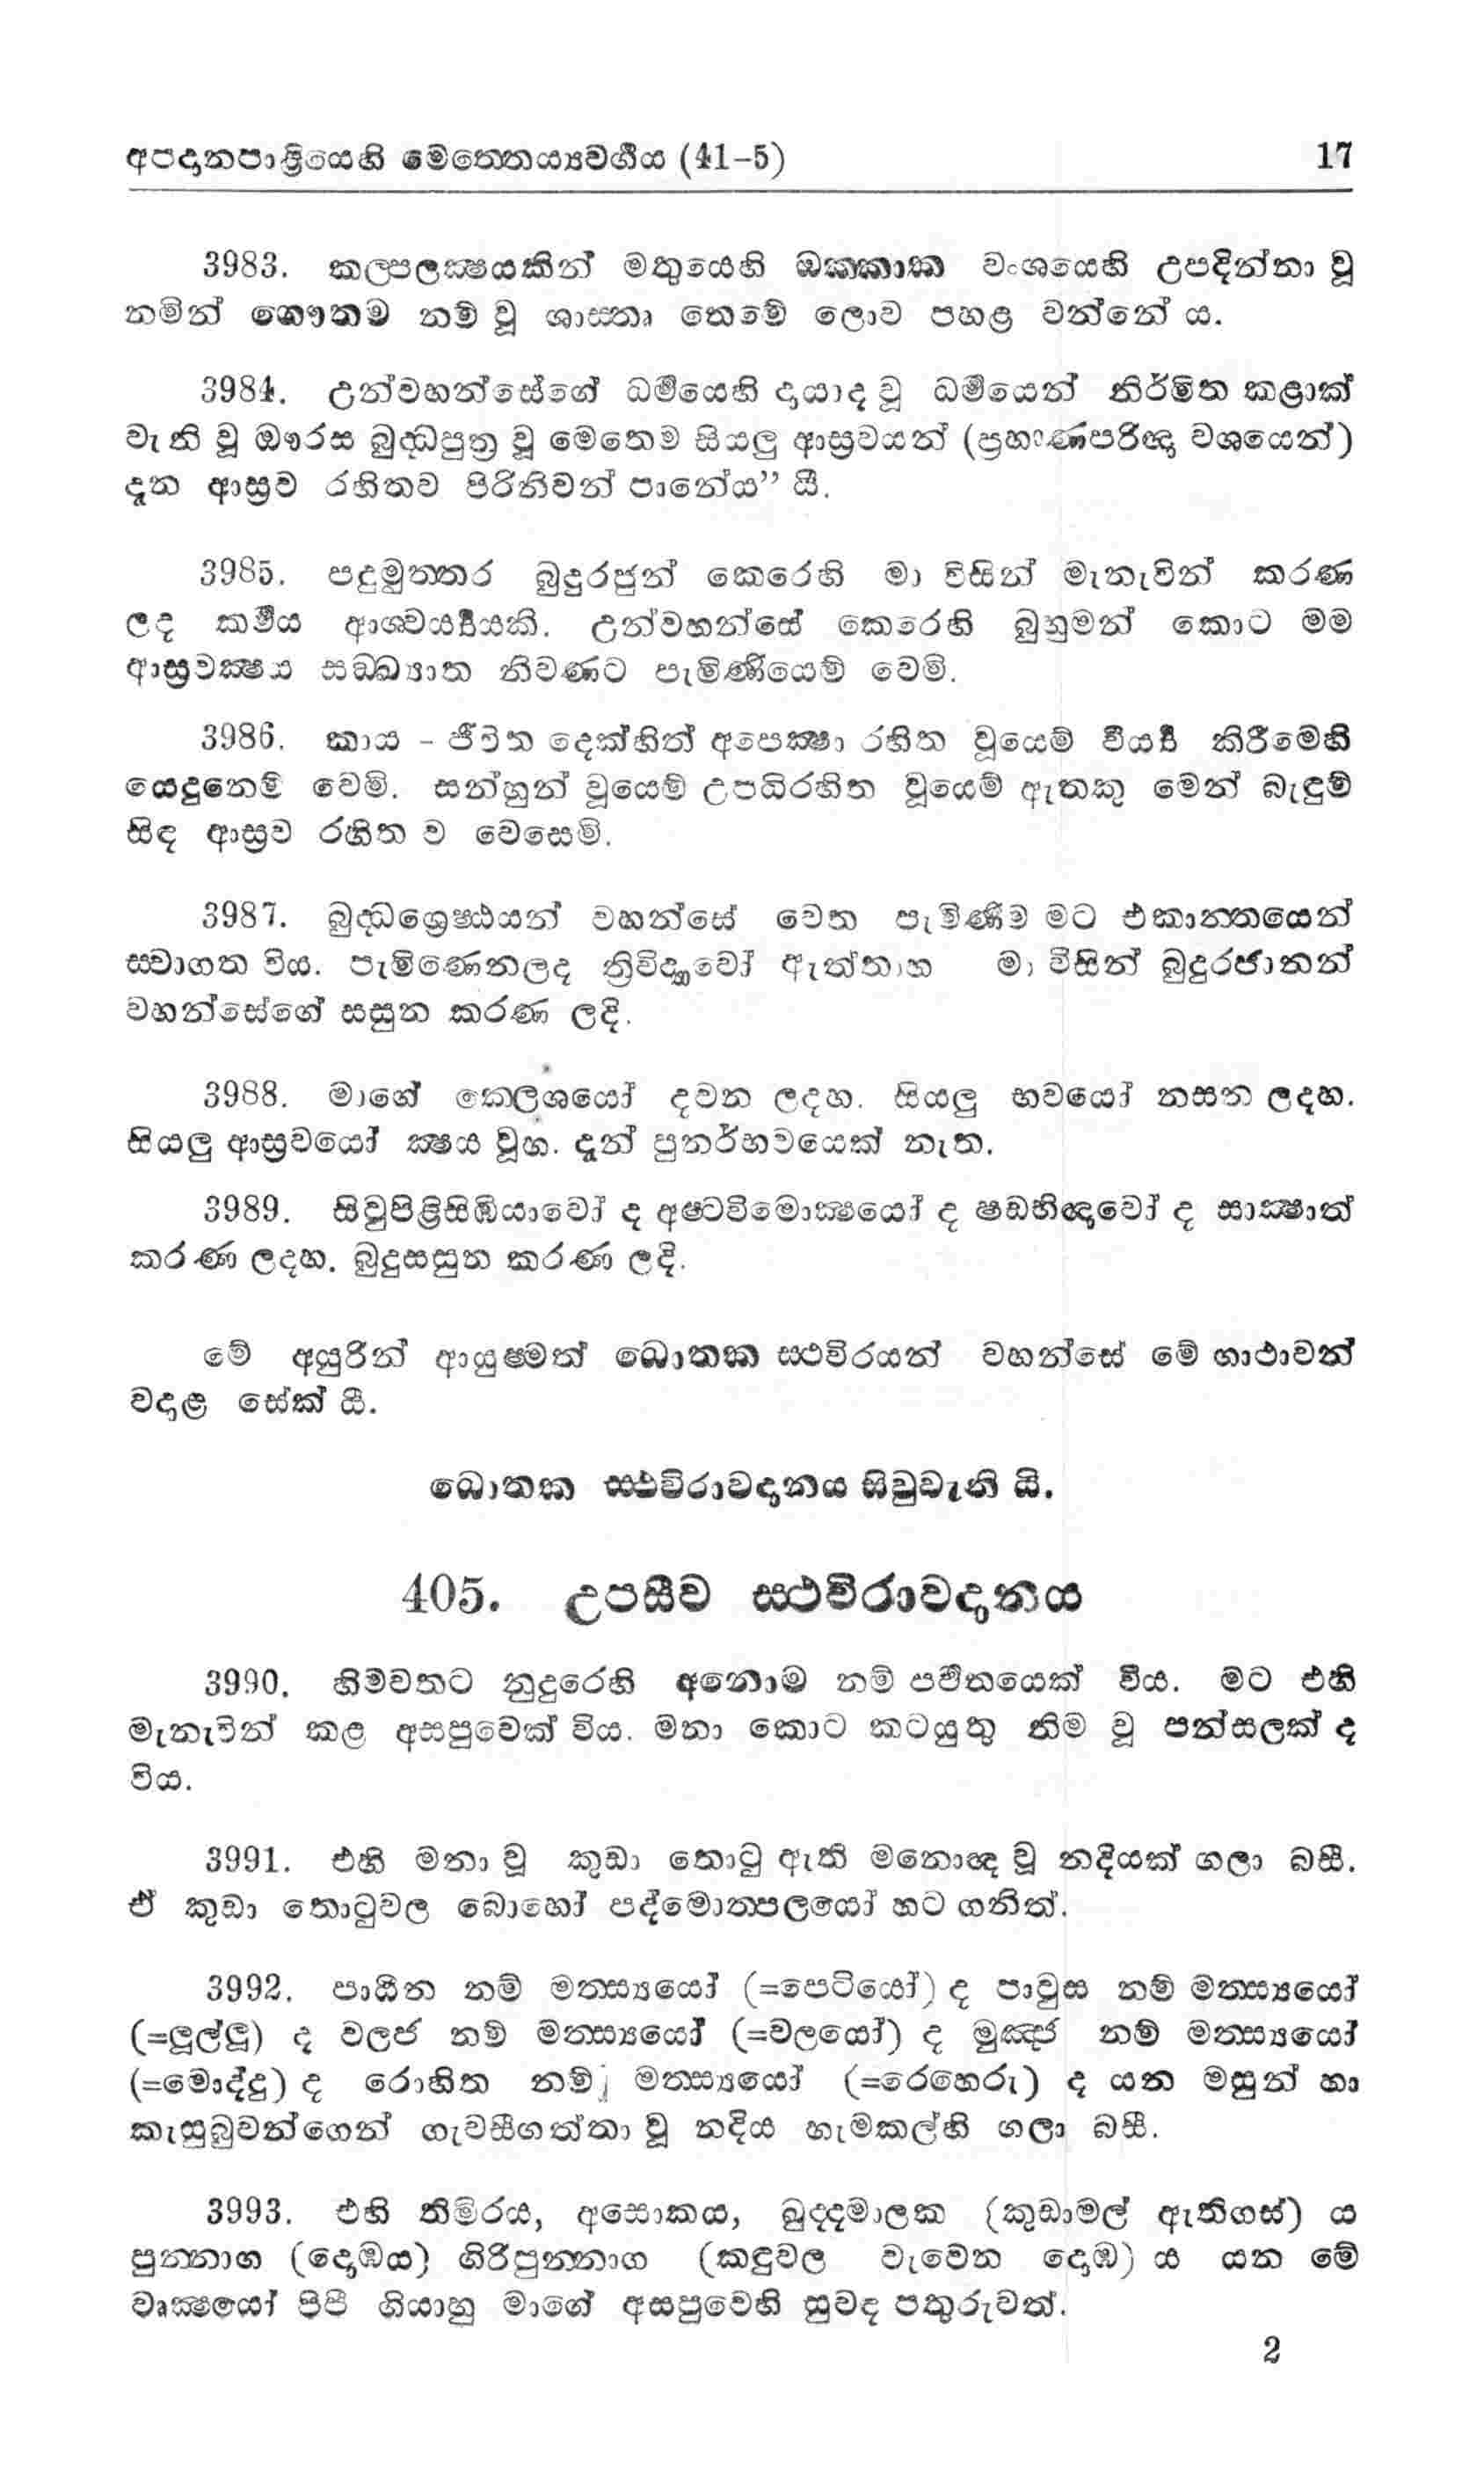 අපදානපාළියෙහි මෙත්තෙය්‍යවර්ගය (41-5) 17
3983. කල්පලක්ෂයකින් මතුයෙහි ඔක්කාක වංශයෙහි උපදින්නා වූ
නමින් ගෞතම නම් වූ ශාස්තෘ තෙමේ ලොව පහළ වන්නේ ය.
3984. උන්වහන්සේගේ ධර්මයෙහි දායාද වූ ධර්මයෙන් නිර්මිත කළාක්
වැනි වූ ඖරස බුද්ධපුත්‍ර වූ මෙතෙම සියලු ආස්‍රවයන් (ප්‍රහාණපරිඥා වශයෙන්)
දැන ආස්‍රව රහිතව පිරිනිවන් පානේය” යී.
3985. පදුමුත්තර බුදුරජුන් කෙරෙහි මා විසින් මැනැවින් කරණ
ලද කර්මය ආශ්චර්‍ය්‍යයකි. උන්වහන්සේ කෙරෙහි බුහුමන් කොට මම
ආස්‍රවක්ෂය සඞ්ඛ්‍යාත නිවණට පැමිණියෙම් වෙමි.
3986. කාය - ජීවිත දෙක්හින් අපෙක්ෂා රහිත වූයෙම් වීර්‍ය්‍ය කිරීමෙහි
යෙදුනෙම් වෙමි. සන්හුන් වූයෙම් උපධිරහිත වූයෙම් ඇතකු මෙන් බැඳුම්
සිඳ ආස්‍රව රහිත ව වෙසෙමි.
3987. බුද්ධශ්‍රෙෂ්ඨයන් වහන්සේ වෙත පැමිණීම මට එකාන්තයෙන්
ස්වාගත විය. පැමිණෙනලද ත්‍රිවිද්‍යාවෝ ඇත්තාහ මා විසින් බුදුරජානන්
වහන්සේගේ සසුන කරණ ලදි.
3988. මාගේ කෙලශයෝ දවන ලදහ. සියලු භවයෝ නසන ලදහ.
සියලු ආස්‍රවයෝ ක්ෂය වූහ. දැන් පුනර්භවයෙක් නැත.
3989. සිවුපිළිසිඹියාවෝ ද අෂ්ටවිමොක්ෂයෝ ද ෂඩභිඥාවෝ ද සාක්ෂාත්
කරණ ලදහ. බුදුසසුන කරණ ලදි.
මේ අයුරින් ආයුෂ්මත් ධොතක ස්ථවිරයන් වහන්සේ මේ ගාථාවන්
වදාළ සේක් යී.
ධොතක ස්ථවිරාවදානය සිවුවැනි යි.
405. උපසීව ස්ථවිරාවදානය
3990. හිමවතට නුදුරෙහි අනොම නම් පර්වතයෙක් විය. මට එහි
මැනැවින් කළ අසපුවෙක් විය. මනා කොට කටයුතු නිම වූ පන්සලක් ද
විය.
3991. එහි මනා වූ කුඩා තොටු ඇති මනොඥ වූ නදියක් ගලා බසී.
ඒ කුඩා තොටුවල බොහෝ පද්මොත්පලයෝ හට ගනිත්.
3992. පාඨීන නම් මත්ස්‍යයෝ (=පෙටියෝ) ද පාවුස නම් මත්ස්‍යයෝ
(=ලූල්ලූ) ද වලජ නම් මත්ස්‍යයෝ (=වලයෝ) ද මුඤ්ජ නම් මත්ස්‍යයෝ
(=මොද්දු) ද රොහිත නම් මත්ස්‍යයෝ (=රෙහෙරු) ද යන මසුන් හා
කැසුබුවන්ගෙන් ගැවසීගත්තා වූ නදිය හැමකල්හි ගලා බසී.
3993. එහි තිමිරය, අසොකය, ඛුද්දමාලක (කුඩාමල් ඇතිගස්) ය
පුන්නාග (දොඹය) ගිරිපුන්නාග (කඳුවල වැවෙන දොඹ) ය යන මේ
වෘක්ෂයෝ පිපී ගියාහු මාගේ අසපුවෙහි සුවඳ පතුරුවත්.
2